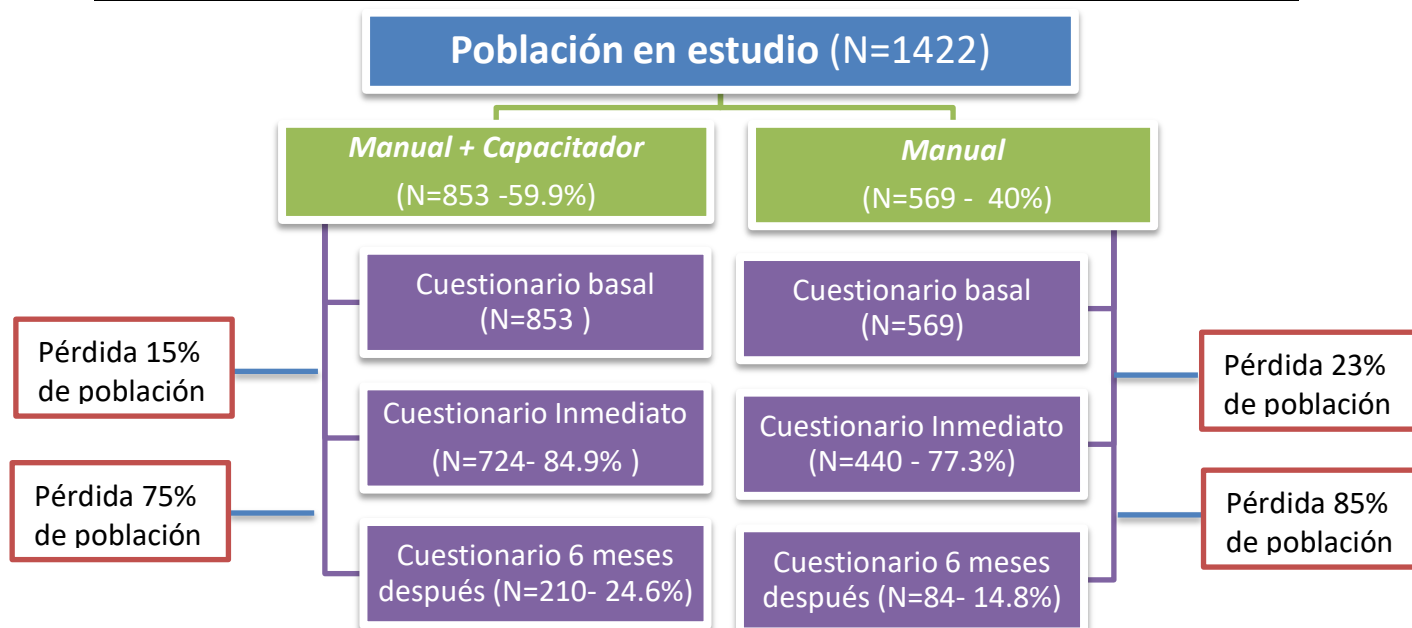 Población en estudio (N=1422)
Manual + Capacitador
(N=853 -59.9%)
Manual
(N=569 -  40%)
Cuestionario basal
(N=853 )
Cuestionario basal
(N=569)
Pérdida 15%
de población
Pérdida 23%
de población
Cuestionario Inmediato
(N=724- 84.9% )
Cuestionario Inmediato
(N=440 - 77.3%)
Pérdida 75%
de población
Pérdida 85%
de población
Cuestionario 6 meses
después (N=210- 24.6%)
Cuestionario 6 meses
después (N=84- 14.8%)